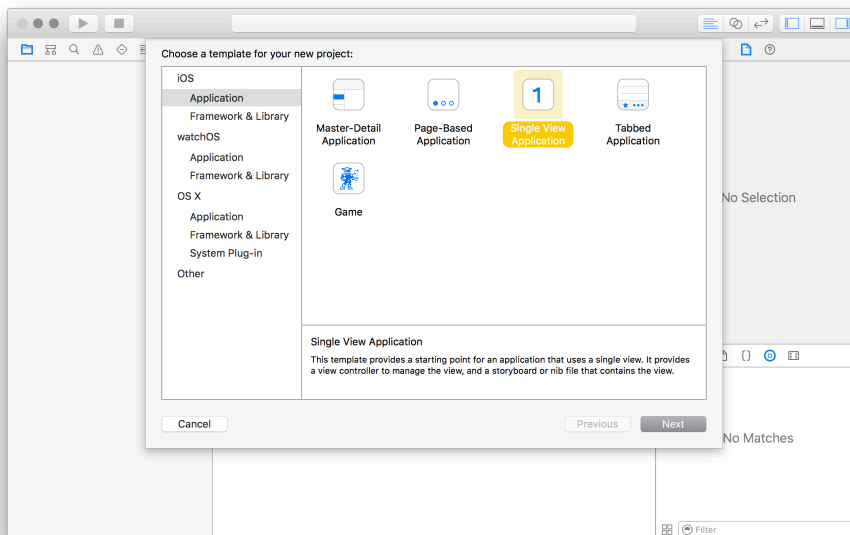 Choose a template for your new project:
iOS
Application
Framework & Library
watchOS
Application
Framework & Library
OS X
Application
Framework & Library
System Plug-in
Other
Master-Detail
Application
Page-Based
Application
1
Single View
Application
Tabbed
Application
Game
Single View Application
This template provides a starting point for an application that uses a single view. It provides
a view controller to manage the view, and a storyboard or nib file that contains the view.
Cancel
Previous
Next
No Selection
No Matches
Filter